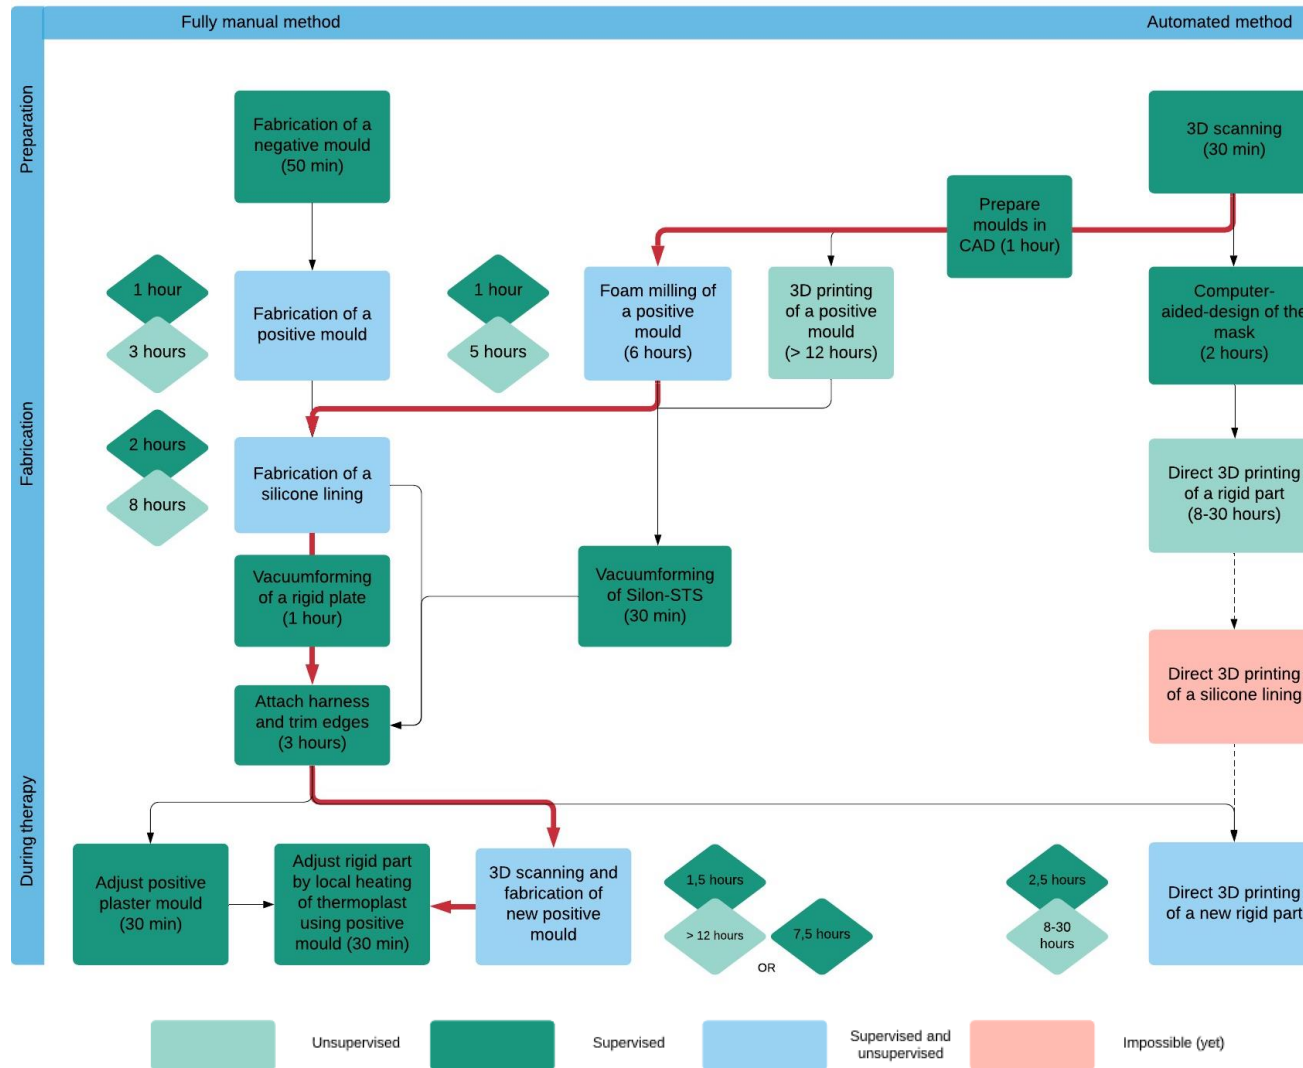 Fully manual method
Automated method
Preparation
Fabrication of a
negative mould
(50 min)
3D scanning
(30 min)
Prepare
moulds in
CAD (1 hour)
Fabrication
1 hour
3 hours
Fabrication of a
positive mould
1 hour
5 hours
Foam milling of
a positive
mould
(6 hours)
3D printing
of a positive
mould
(> 12 hours)
Computer-
aided-design of the
mask
(2 hours)
2 hours
8 hours
Fabrication of a
silicone lining
Direct 3D printing
of a rigid part
(8-30 hours)
Vacuumforming
of a rigid plate
(1 hour)
Vacuumforming
of Silon-STS
(30 min)
Direct 3D printing
of a silicone lining
Attach harness
and trim edges
(3 hours)
During therapy
Adjust positive
plaster mould
(30 min)
Adjust rigid part
by local heating
of thermoplast
using positive
mould (30 min)
3D scanning and
fabrication of
new positive
mould
1,5 hours
> 12 hours
OR
7,5 hours
2,5 hours
8-30
hours
Direct 3D printing
of a new rigid part
Unsupervised
Supervised
Supervised and
unsupervised
Impossible (yet)